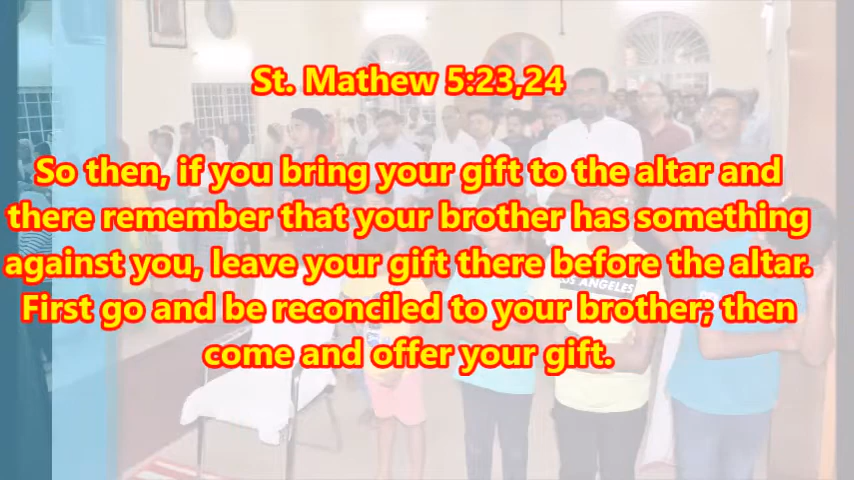 St. Mathew 5:23,24
So then, if you bring your gift to the altar and
there remember that your brother has something
against you, leave your gift there before the altar.
First go and be reconciled to your brother; then
come and offer your gift.
LOS ANGELES